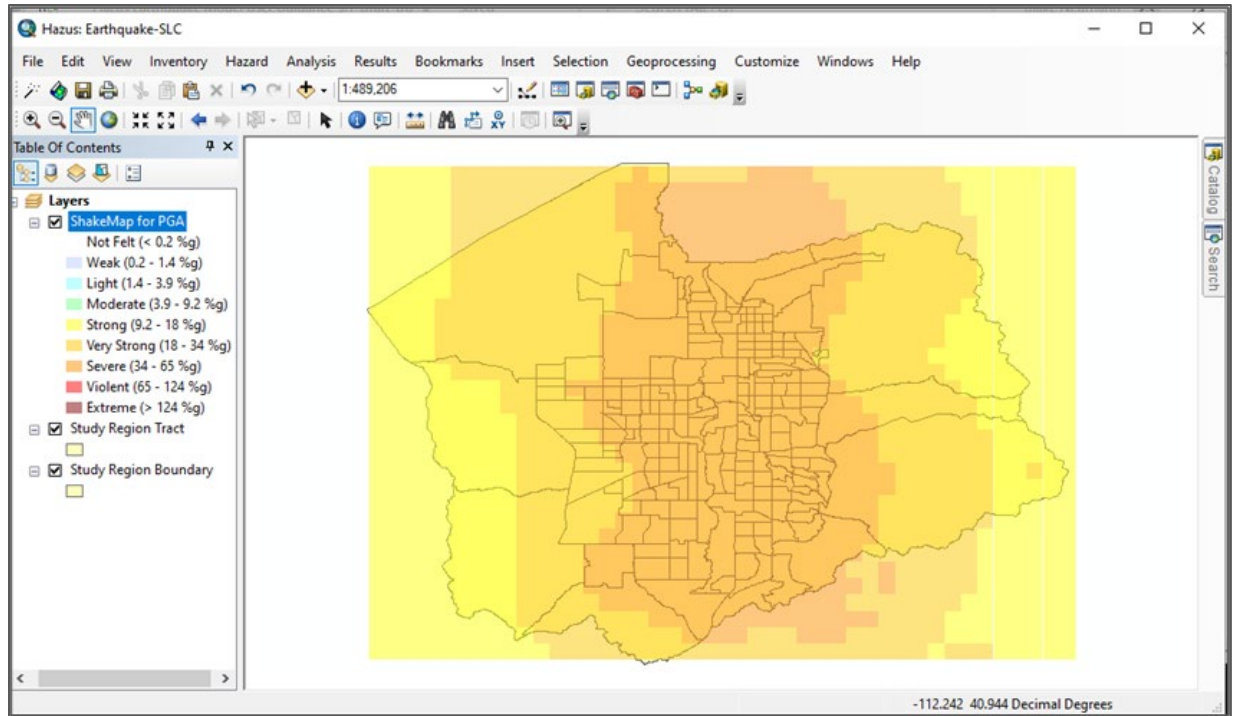 Hazus: Earthquake-SLC
File Edit View Inventory Hazard Analysis Results Bookmarks Insert Selection Geoprocessing Customize Windows Help
1:489,206
Table Of Contents
Layers
ShakeMap for PGA
Not Felt (< 0.2 %g)
Weak (0.2 - 1.4 %g)
Light (1.4 - 3.9 %g)
Moderate (3.9 - 9.2 %g)
Strong (9.2 - 18 %g)
Very Strong (18 - 34 %g)
Severe (34 - 65 %g)
Violent (65 - 124 %g)
Extreme (> 124 %g)
Study Region Tract
Study Region Boundary
Catalog
Search
-112.242 40.944 Decimal Degrees